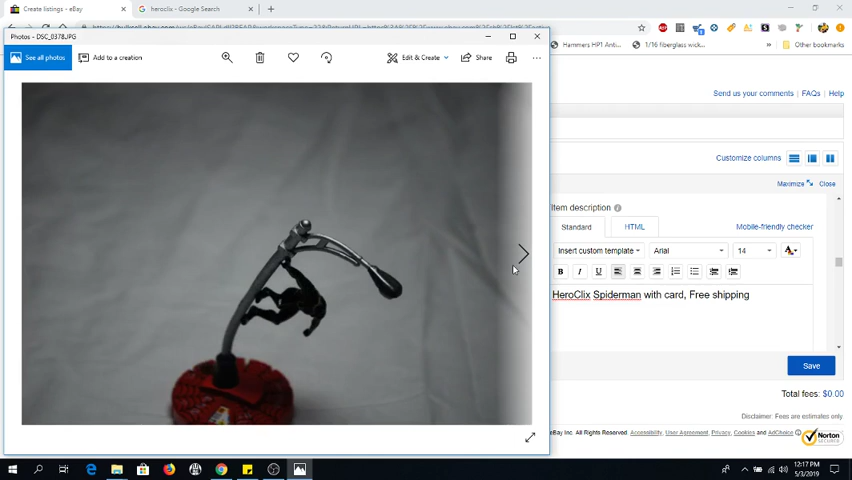 Create listings - eBay
heroclix - Google Search
Photos - DSC_0378.JPG
Hammers HP1 Anti
1/16 fiberglass wick
Other bookmarks
See all photos
Add to a creation
Edit & Create
Share
Send us your comments
FAQs
Help
Customize columns
Maximize
Close
Item description
Standard
HTML
Mobile-friendly checker
Insert custom template
Arial
14
A
B I U
HeroClix Spiderman with card, Free shipping
Save
Total fees: $0.00
Disclaimer: Fees are estimates only
eBay Inc. All Rights Reserved. Accessibility, User Agreement, Privacy, Cookies and AdChoice
Norton
12:17 PM
5/3/2019